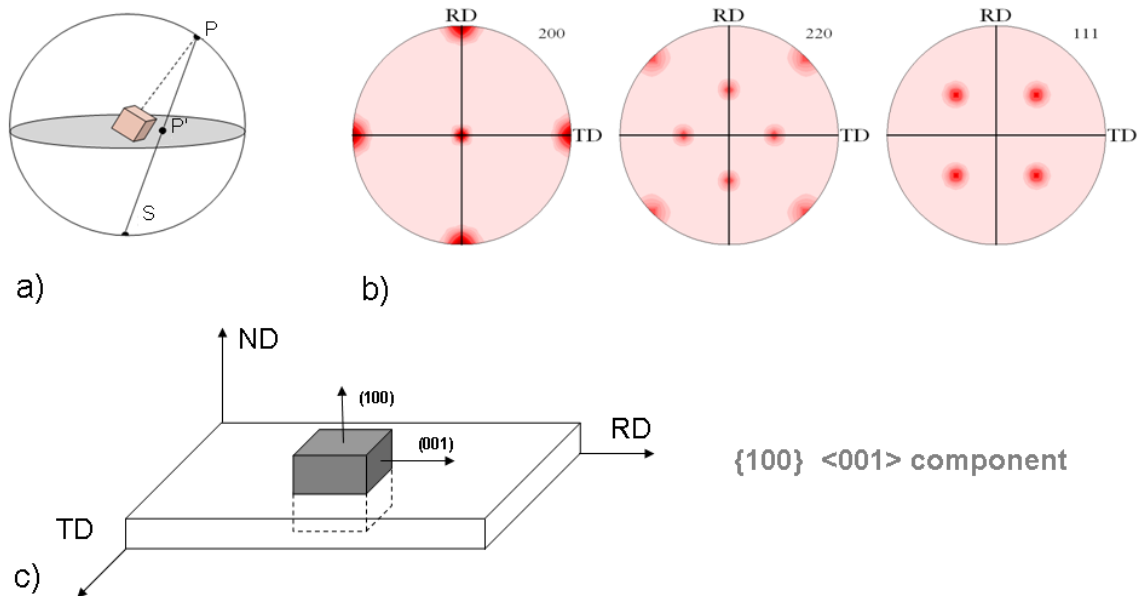 P
P'
S
a)
RD
200
TD
RD
220
TD
RD
111
TD
b)
ND
(100)
(001)
RD
TD
{100} <001> component
c)